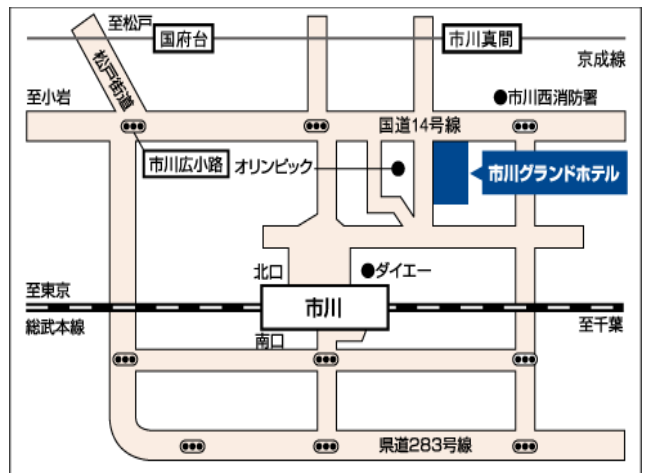 至松戸
国府台
市川真間
京成線
松戸街道
至小岩
市川西消防署
国道14号線
市川広小路
オリンピック
市川グランドホテル
北口
ダイエー
至東京
市川
総武本線
至千葉
南口
県道283号線